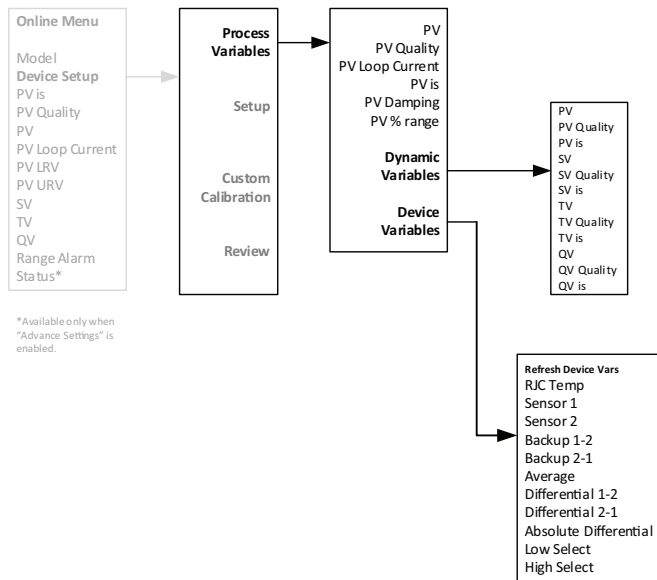 Online Menu
Model
Device Setup
PV is
PV Quality
PV
PV Loop Current
PV LRV
PV URV
SV
TV
QV
Range Alarm
Status*
*Available only when
“Advance Settings” is
enabled.
Process
Variables
Setup
Custom
Calibration
Review
PV
PV Quality
PV Loop Current
PV is
PV Damping
PV % range
Dynamic
Variables
Device
Variables
PV
PV Quality
PV is
SV
SV Quality
SV is
TV
TV Quality
TV is
QV
QV Quality
QV is
Refresh Device Vars
RJC Temp
Sensor 1
Sensor 2
Backup 1-2
Backup 2-1
Average
Differential 1-2
Differential 2-1
Absolute Differential
Low Select
High Select